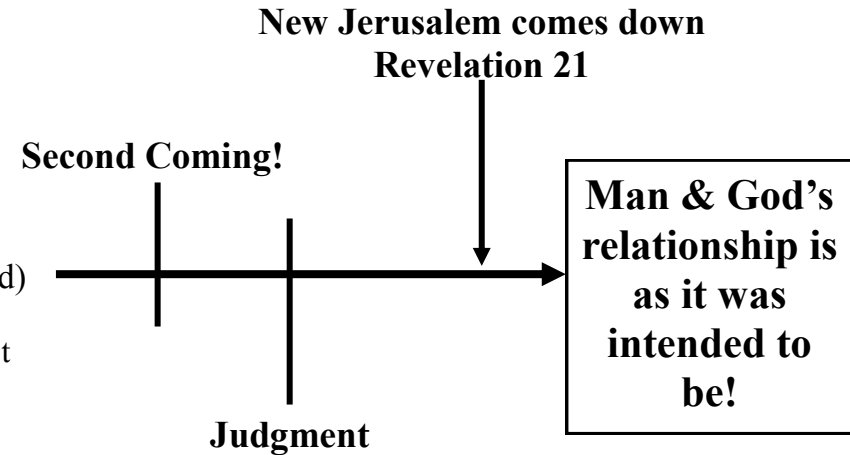 New Jerusalem comes down
Revelation 21
Second Coming!
d)
t
Judgment
Man & God’s
relationship is
as it was
intended to
be!